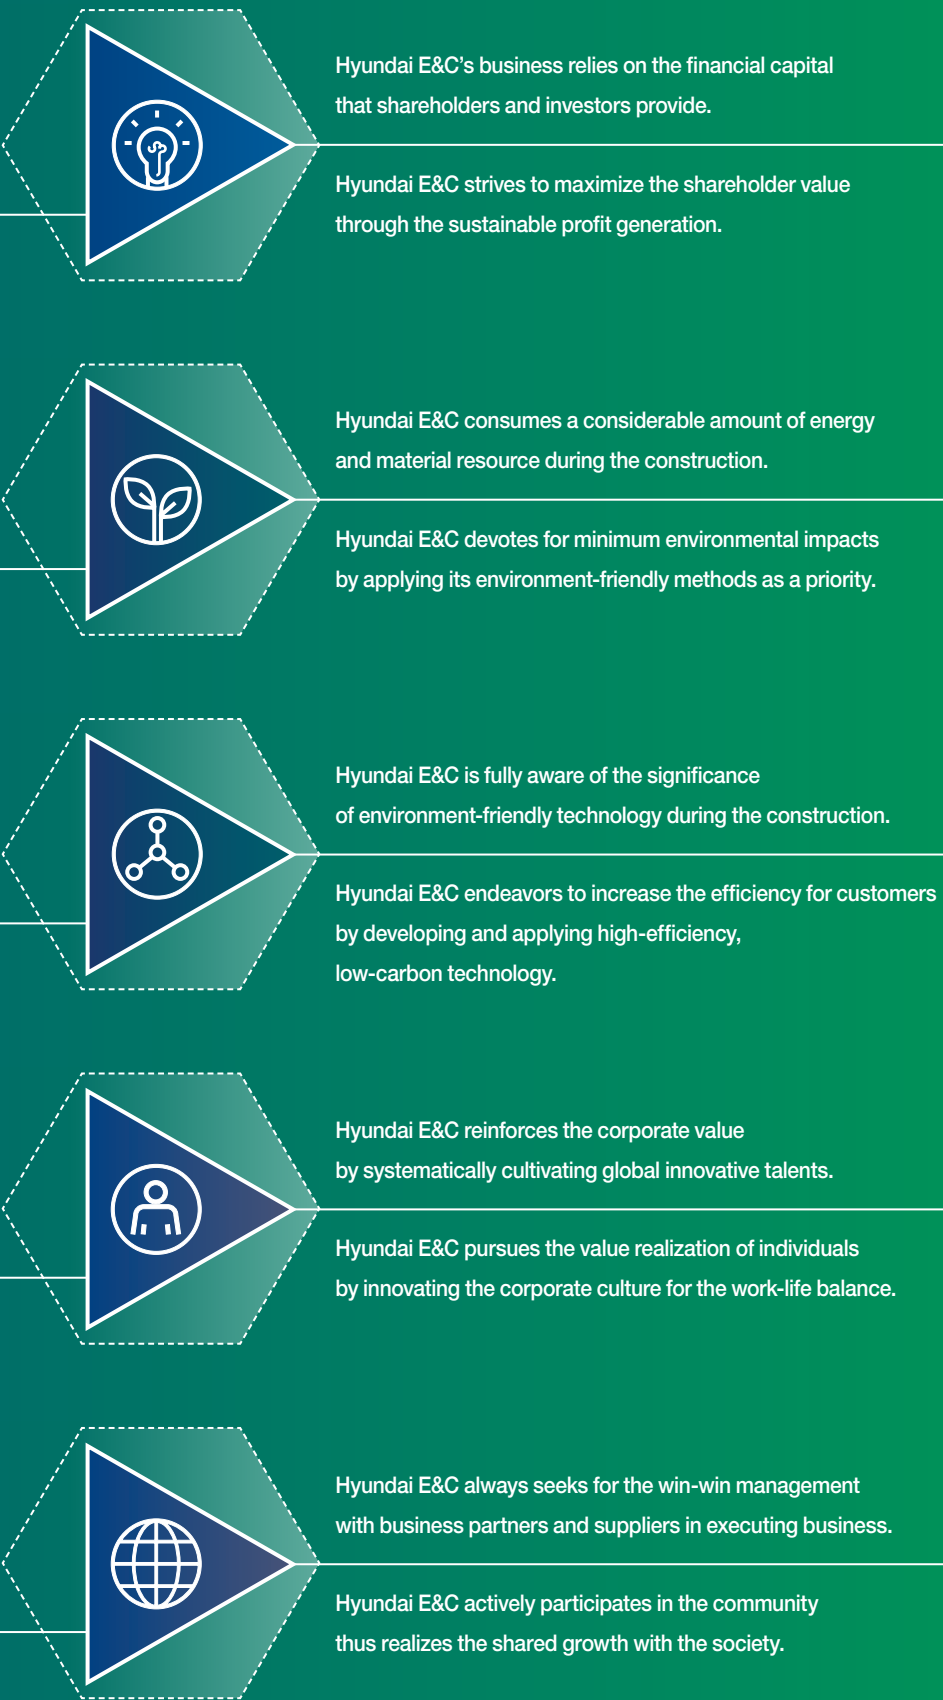 Hyundai E&C’s business relies on the financial capital
that shareholders and investors provide.
Hyundai E&C strives to maximize the shareholder value
through the sustainable profit generation.
Hyundai E&C consumes a considerable amount of energy
and material resource during the construction.
Hyundai E&C devotes for minimum environmental impacts
by applying its environment-friendly methods as a priority.
Hyundai E&C is fully aware of the significance
of environment-friendly technology during the construction.
Hyundai E&C endeavors to increase the efficiency for customers
by developing and applying high-efficiency,
low-carbon technology.
Hyundai E&C reinforces the corporate value
by systematically cultivating global innovative talents.
Hyundai E&C pursues the value realization of individuals
by innovating the corporate culture for the work-life balance.
Hyundai E&C always seeks for the win-win management
with business partners and suppliers in executing business.
Hyundai E&C actively participates in the community
thus realizes the shared growth with the society.